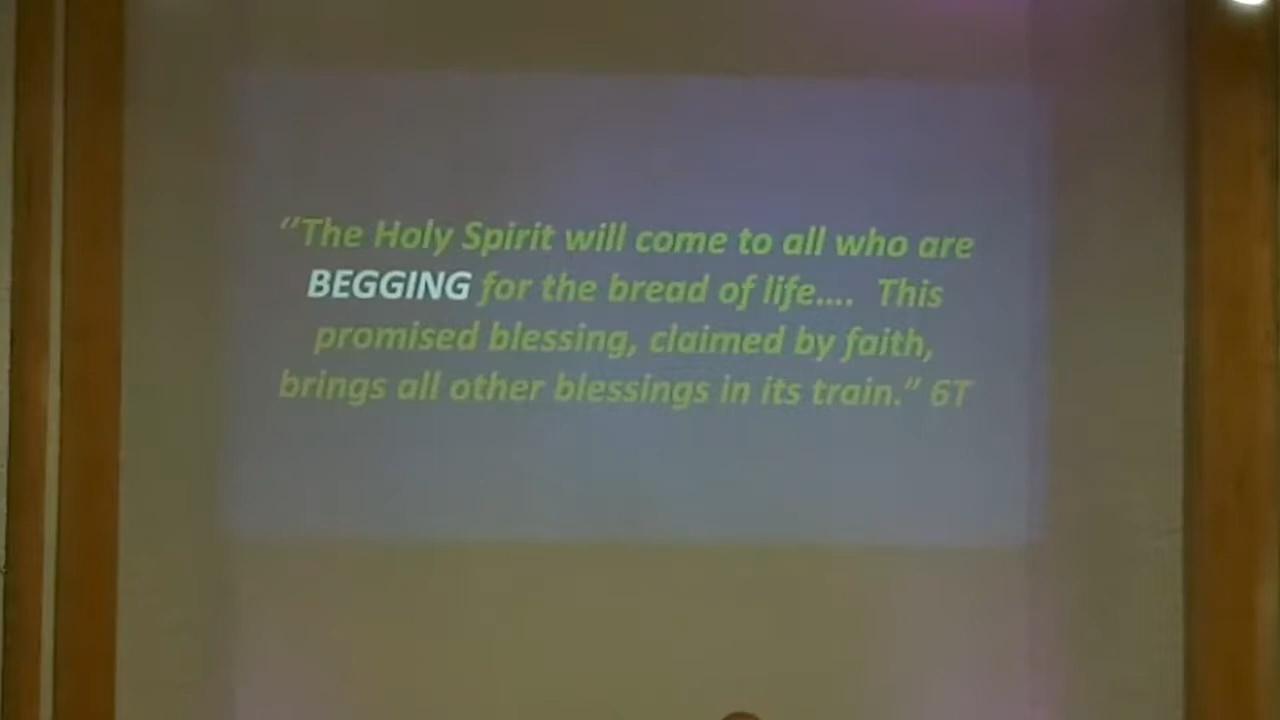 “The Holy Spirit will come to all who are
BEGGING for the bread of life.... This
promised blessing, claimed by faith,
brings all other blessings in its train.” 6T